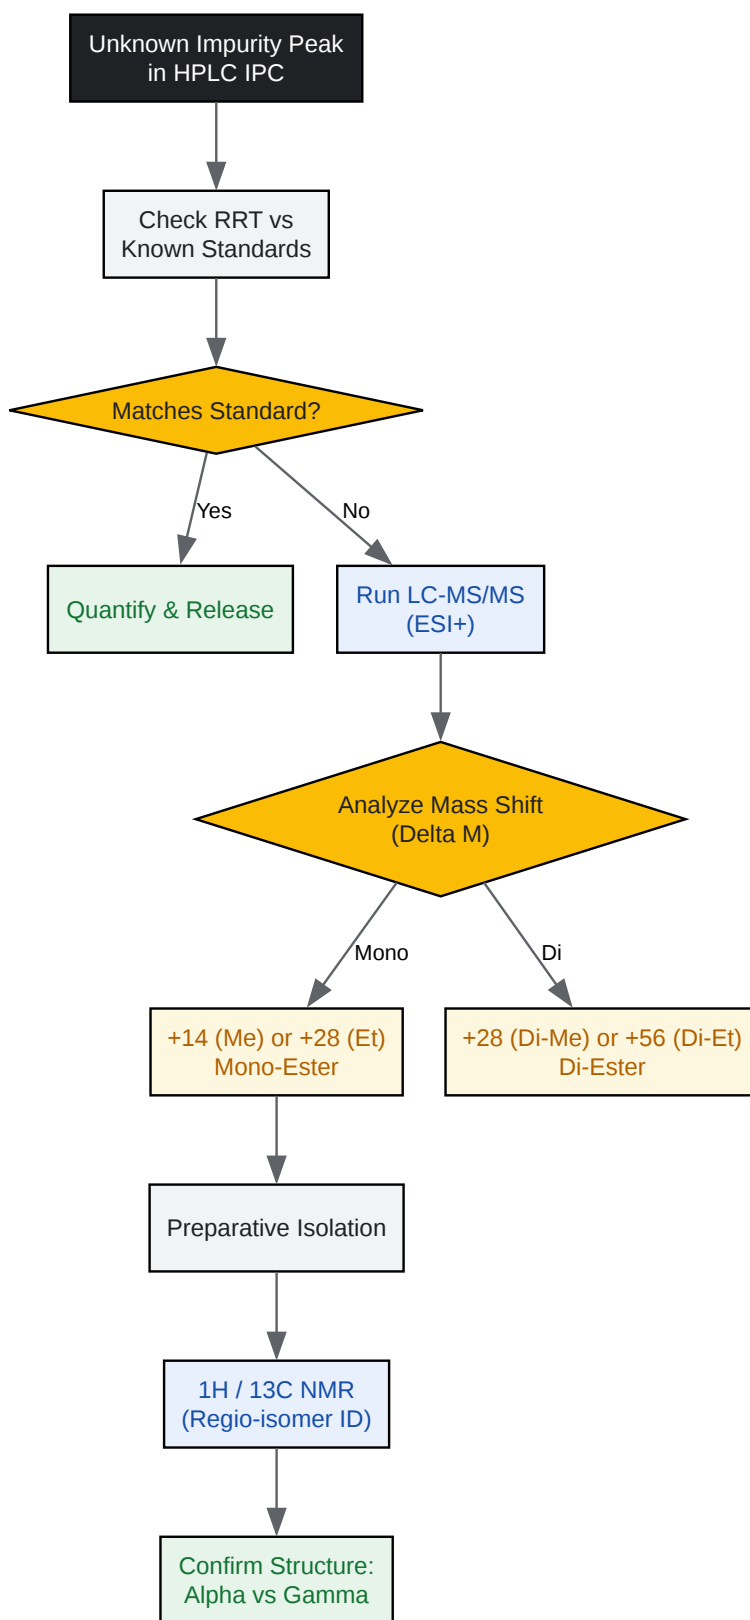 Unknown Impurity Peak
in HPLC IPC
Check RRT vs
Known Standards
Matches Standard?
Yes
No
Quantify & Release
Run LC-MS/MS
(ESI+)
Analyze Mass Shift
(Delta M)
Mono
Di
+14 (Me) or +28 (Et)
Mono-Ester
+28 (Di-Me) or +56 (Di-Et)
Di-Ester
Preparative Isolation
1H / 13C NMR
(Regio-isomer ID)
Confirm Structure:
Alpha vs Gamma